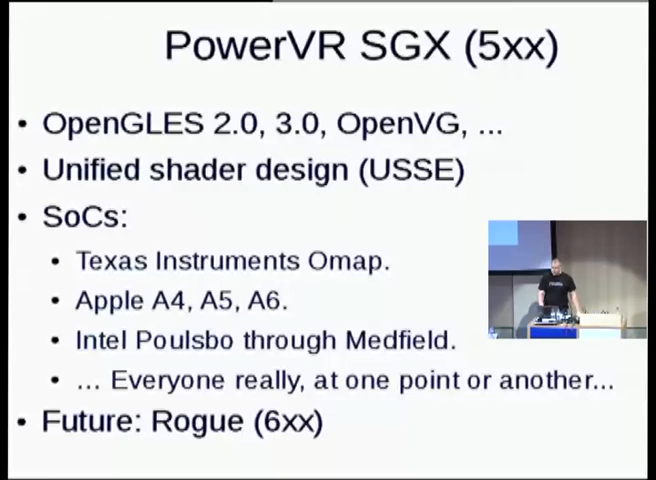 PowerVR SGX (5xx)
• OpenGLES 2.0, 3.0, OpenVG, ...
• Unified shader design (USSE)
• SoCs:
• Texas Instruments Omap.
• Apple A4, A5, A6.
• Intel Poulsbo through Medfield.
• ... Everyone really, at one point or another...
• Future: Rogue (6xx)